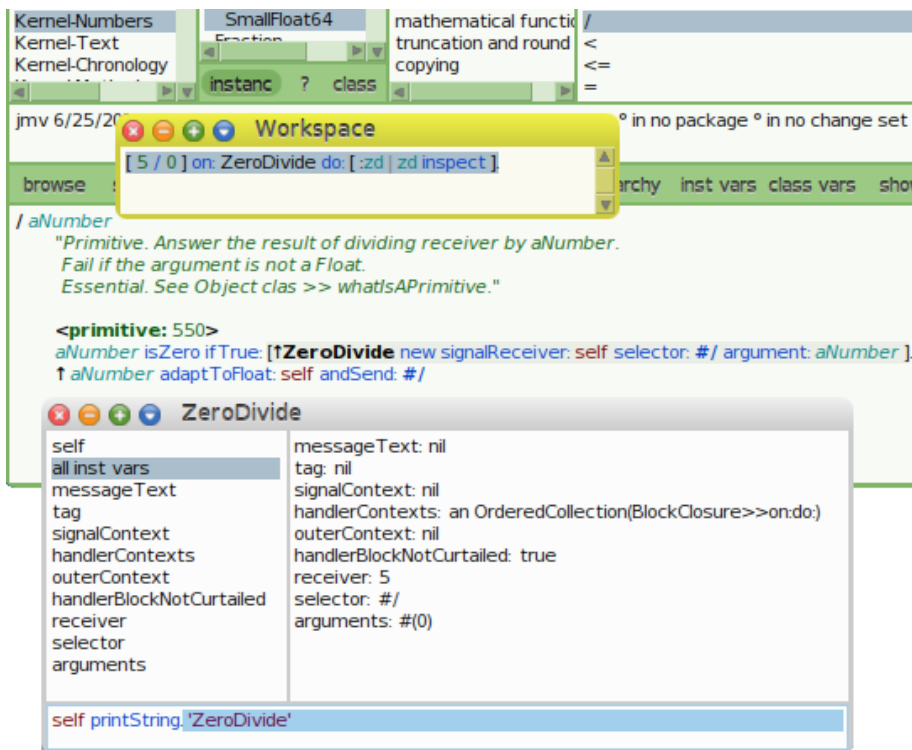 Kernel-Numbers
Kernel-Text
Kernel-Chronology
SmallFloat64
Fraction
instanc ? class
mathematical functic
truncation and round
copying
/
<
<=
=
jmv 6/25/20
° in no package ° in no change set
Workspace
[ 5 / 0 ] on: ZeroDivide do: [ :zd | zd inspect ].
browse
archy inst vars class vars sho
/ aNumber
"Primitive. Answer the result of dividing receiver by aNumber.
Fail if the argument is not a Float.
Essential. See Object clas >> whatIsAPrimitive."
<primitive: 550>
aNumber isZero ifTrue: [↑ZeroDivide new signalReceiver: self selector: #/ argument: aNumber ].
↑ aNumber adaptToFloat: self andSend: #/
ZeroDivide
self
all inst vars
messageText
tag
signalContext
handlerContexts
outerContext
handlerBlockNotCurtailed
receiver
selector
arguments
messageText: nil
tag: nil
signalContext: nil
handlerContexts: an OrderedCollection(BlockClosure>>on:do:)
outerContext: nil
handlerBlockNotCurtailed: true
receiver: 5
selector: #/
arguments: #(0)
self printString. 'ZeroDivide'